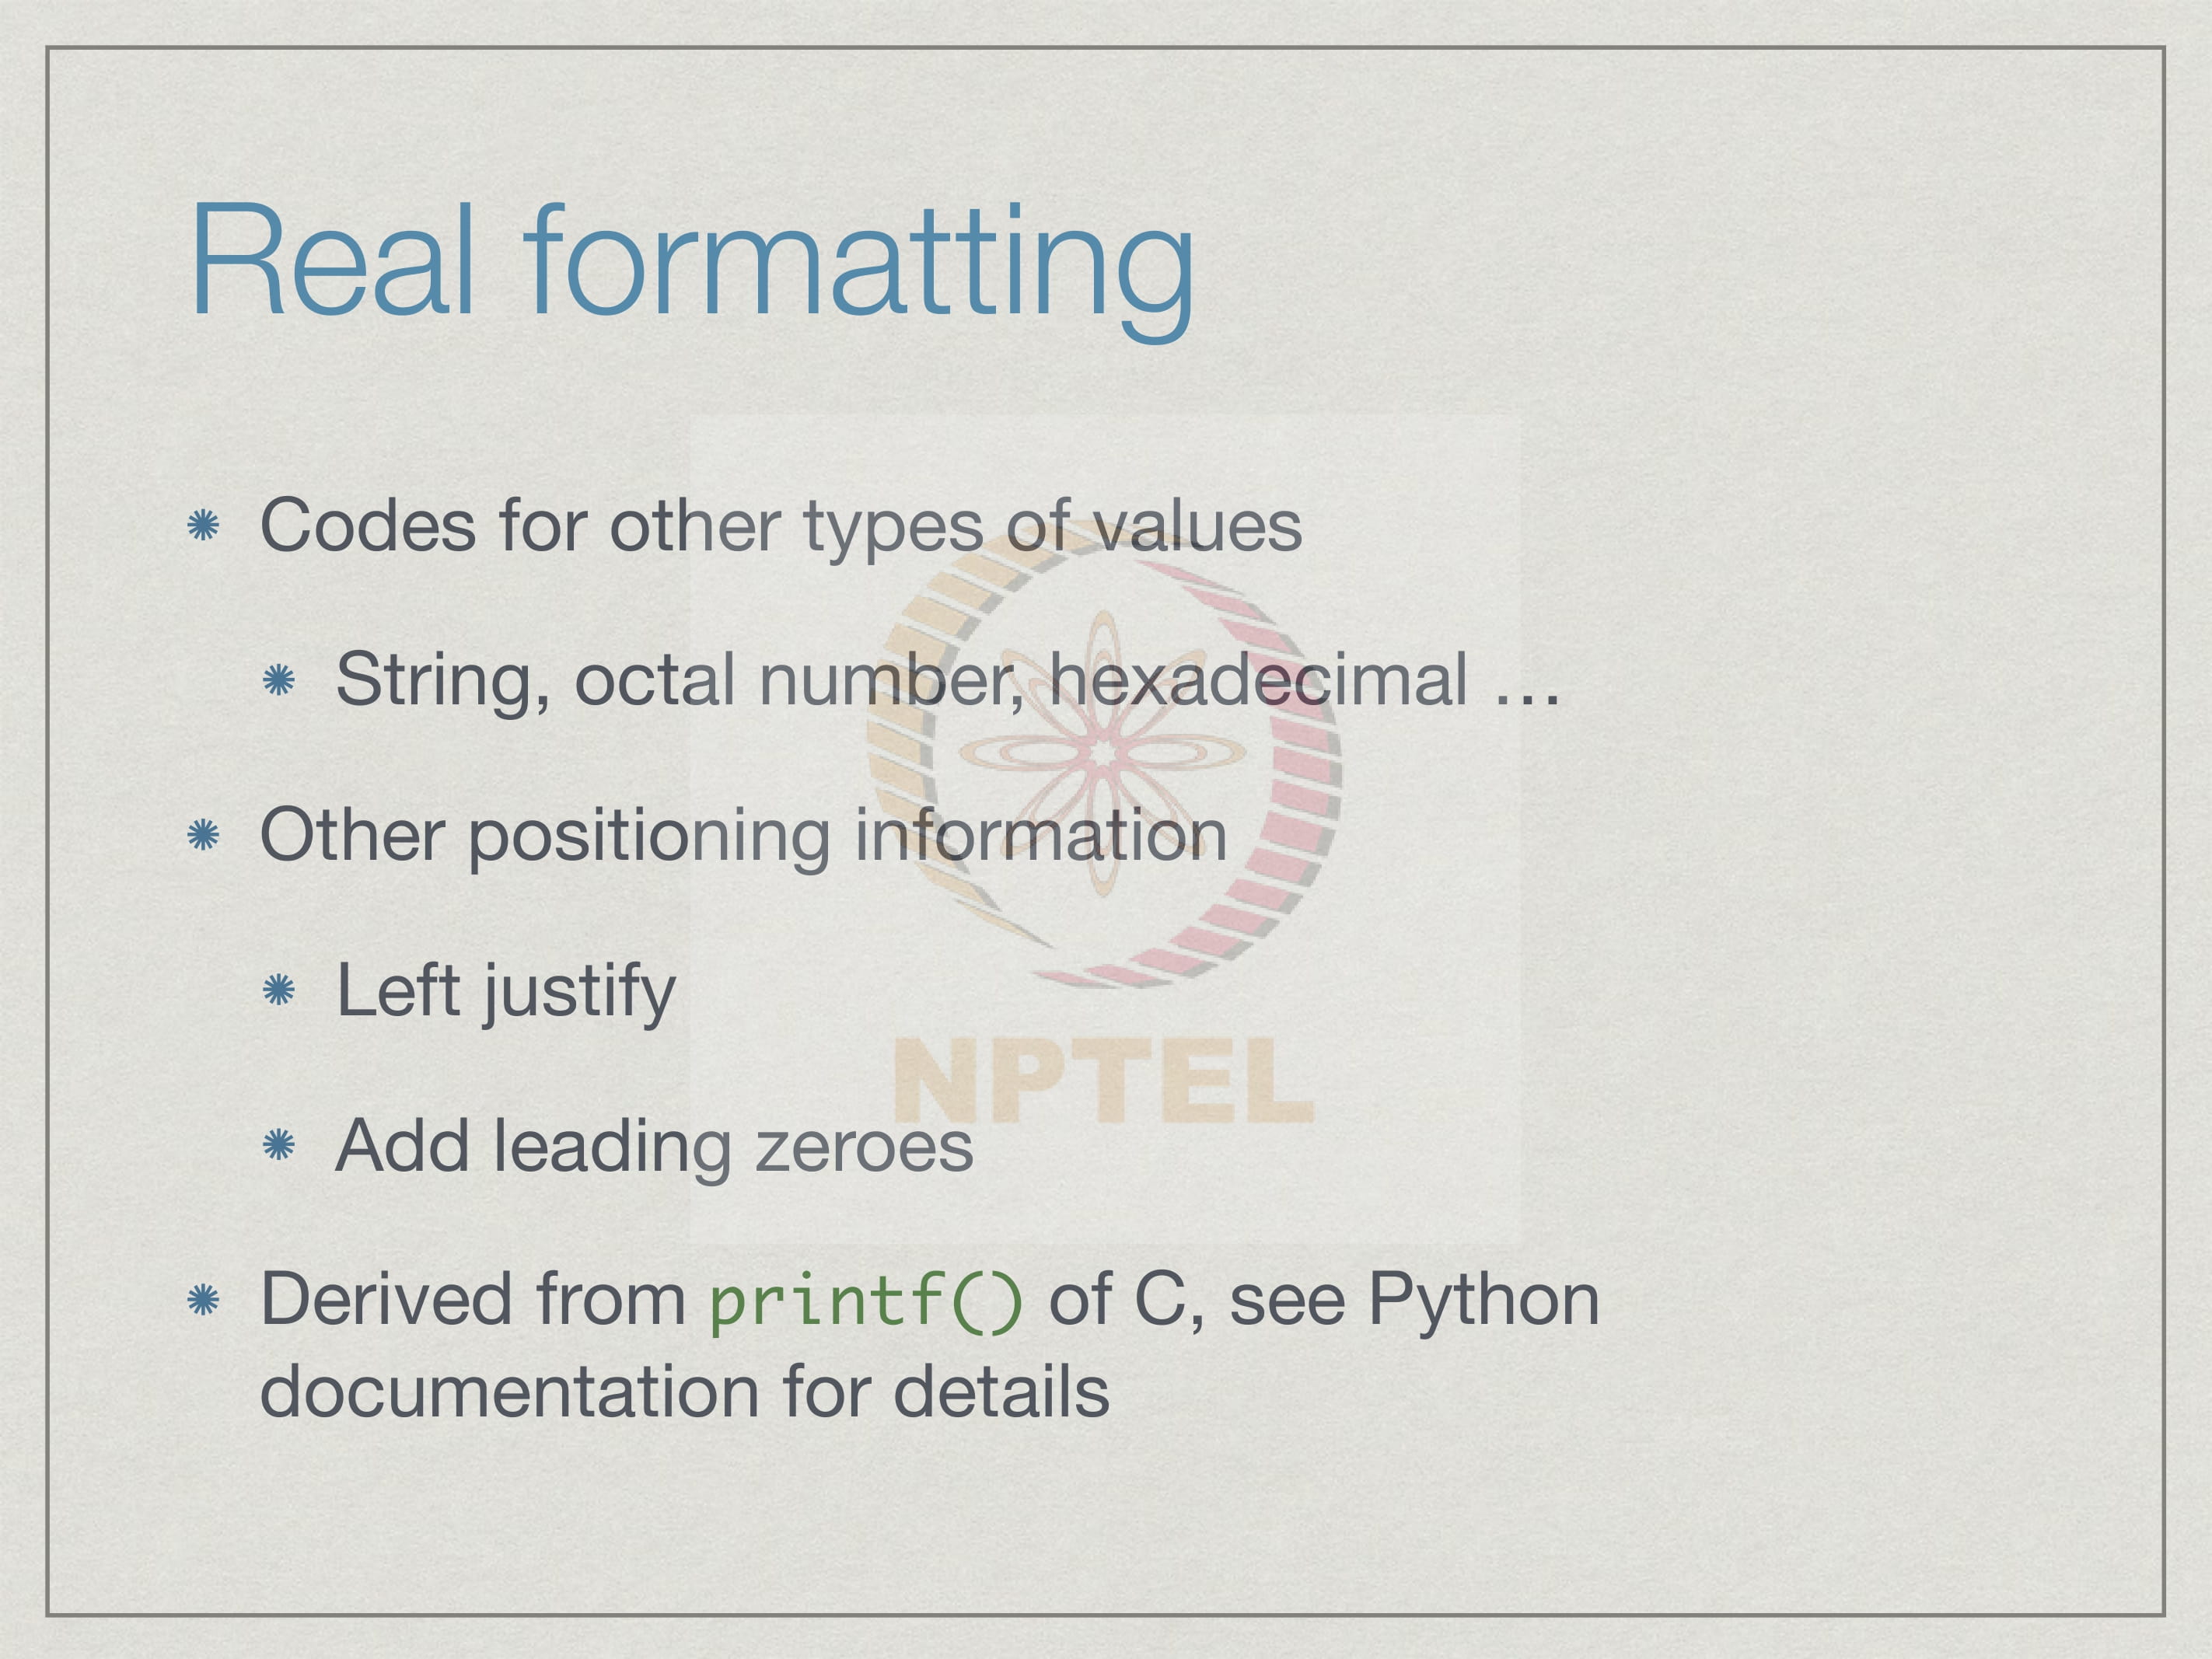 Real formatting
Codes for other types of values
String, octal number, hexadecimal …
Other positioning information
Left justify
NPTEL
Add leading zeroes
Derived from printf() of C, see Python
documentation for details